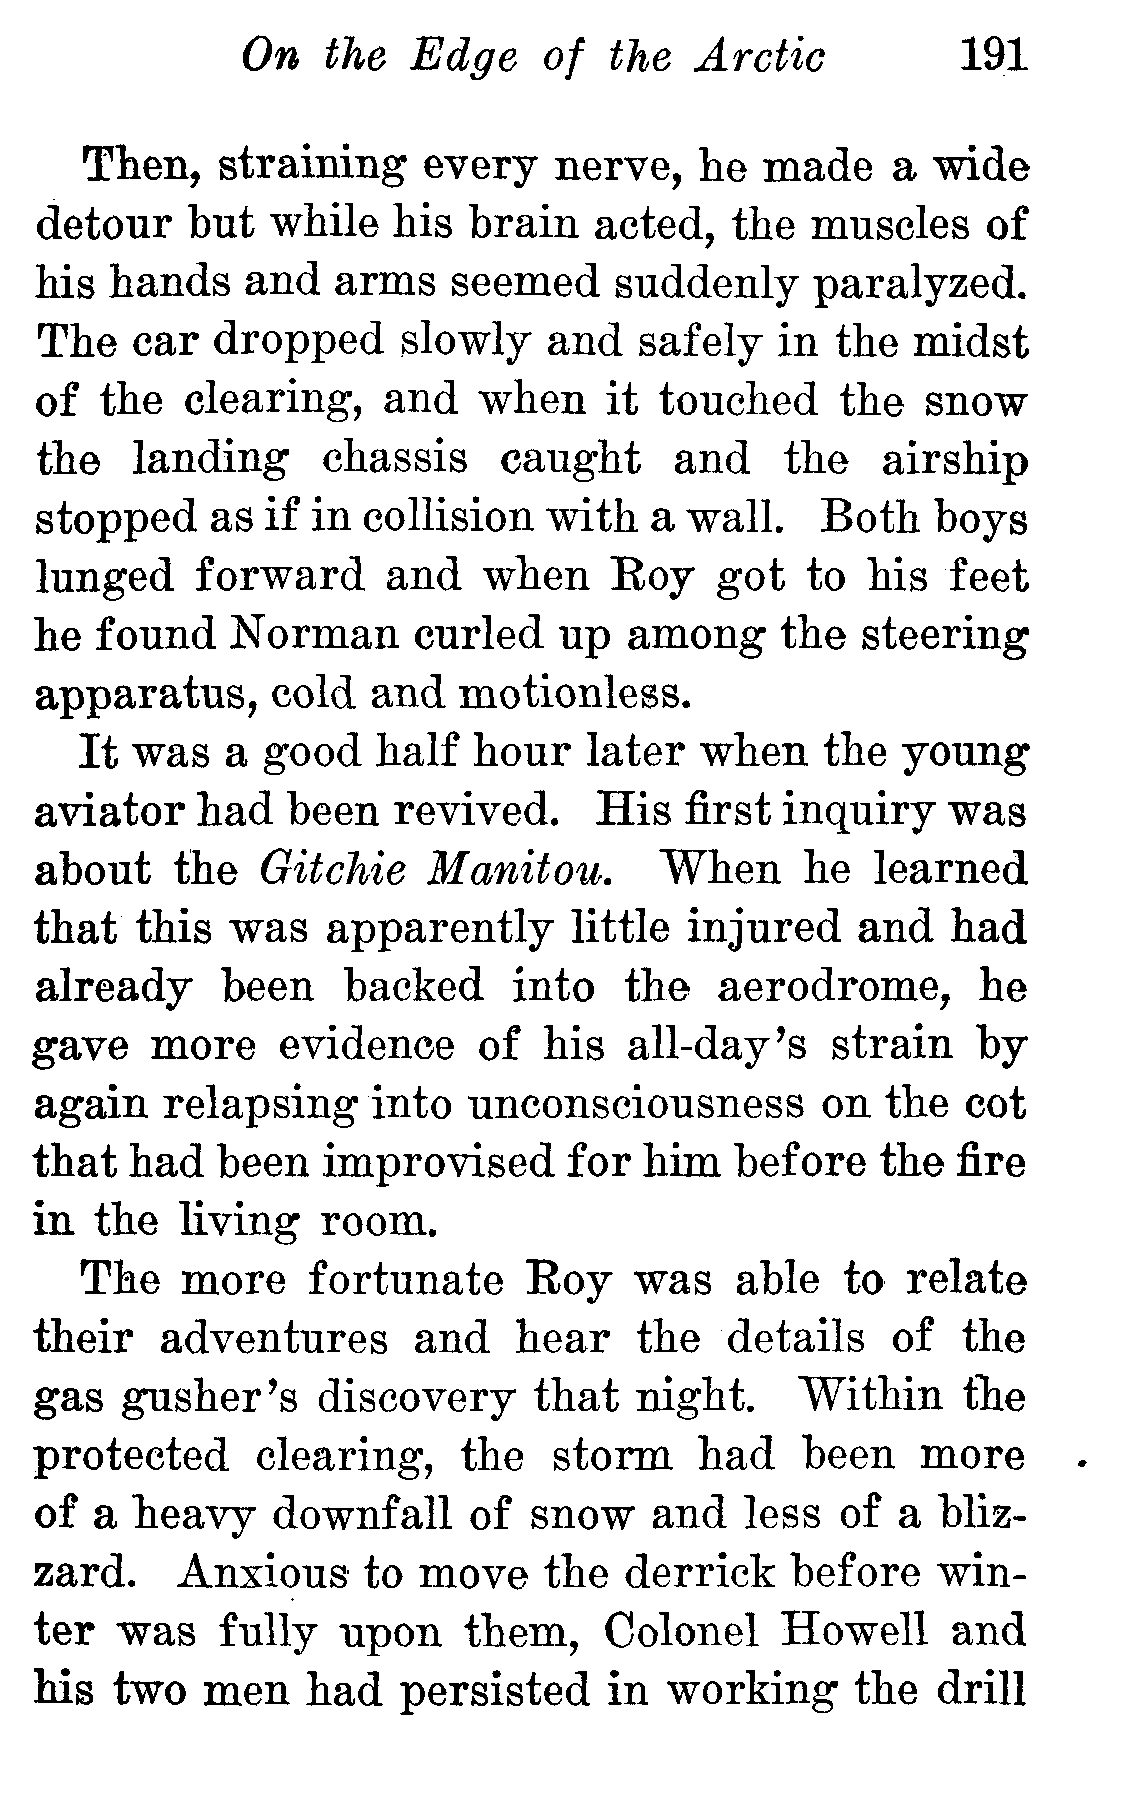 On the Edge of the Arctic 191
Then, straining every nerve, he made a wide
detour but while his brain acted, the muscles of
his hands and arms seemed suddenly paralyzed.
The car dropped slowly and safely in the midst
of the clearing, and when it touched the snow
the landing chassis caught and the airship
stopped as if in collision with a wall. Both boys
lunged forward and when Roy got to his feet
he found Norman curled up among the steering
apparatus, cold and motionless.
It was a good half hour later when the young
aviator had been revived. His first inquiry was
about the Gitchie Manitou. When he learned
that this was apparently little injured and had
already been backed into the aerodrome, he
gave more evidence of his all-day's strain by
again relapsing into unconsciousness on the cot
that had been improvised for him before the fire
in the living room.
The more fortunate Roy was able to relate
their adventures and hear the details of the
gas gusher's discovery that night. Within the
protected clearing, the storm had been more
of a heavy downfall of snow and less of a bliz-
zard. Anxious to move the derrick before win-
ter was fully upon them, Colonel Howell and
his two men had persisted in working the drill